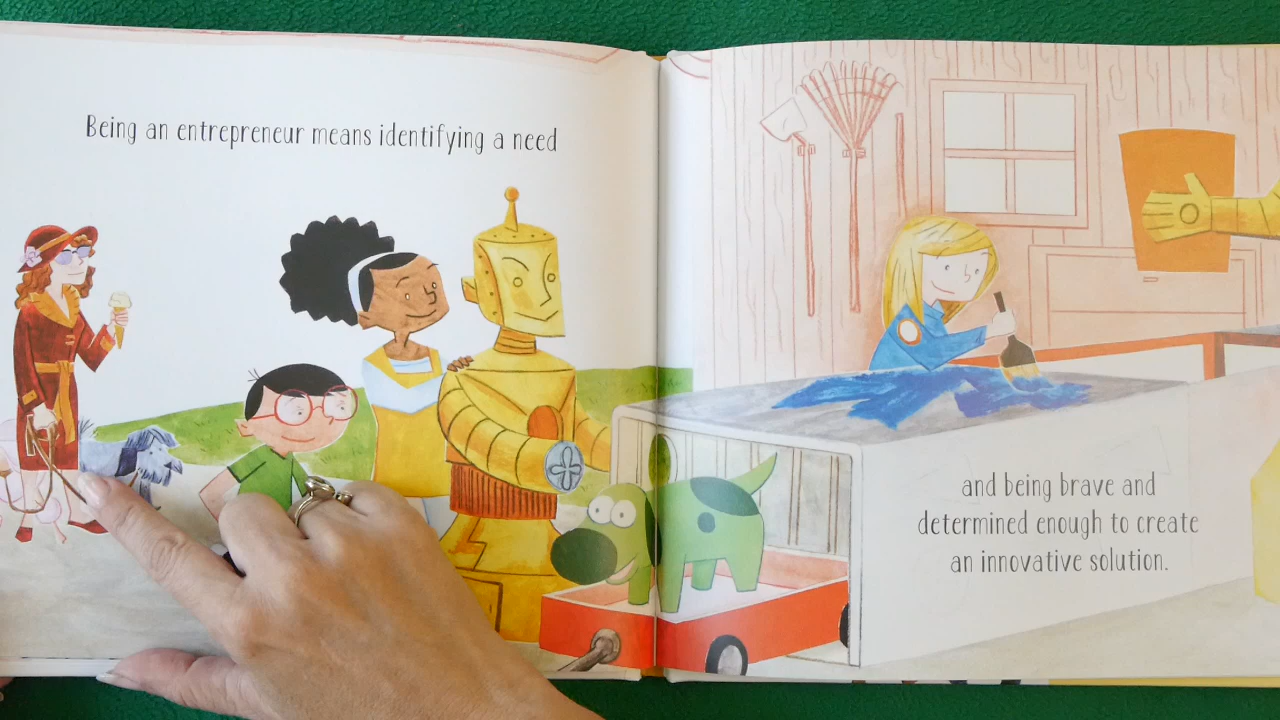 Being an entrepreneur means identifying a need
and being brave and
determined enough to create
an innovative solution.